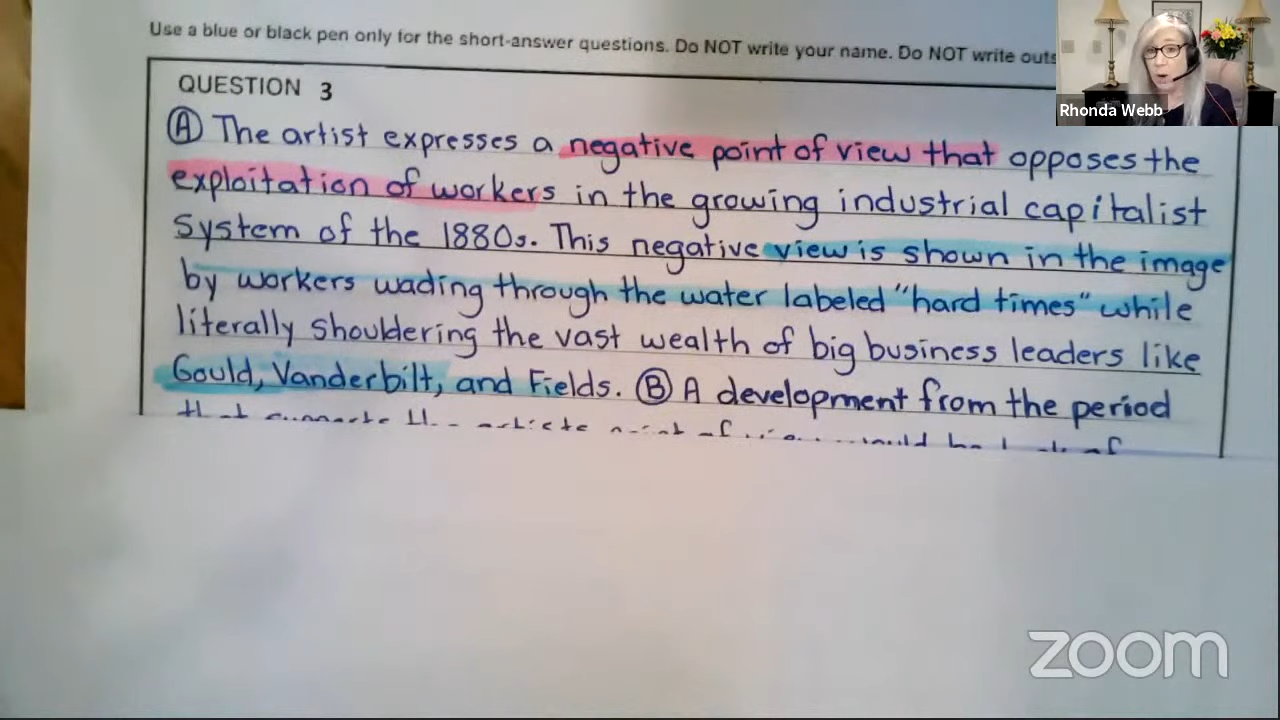 Use a blue or black pen only for the short-answer questions. Do NOT write your name. Do NOT write outs
Rhonda Webb
QUESTION 3
Ⓐ The artist expresses a negative point of view that opposes the
exploitation of workers in the growing industrial capitalist
System of the 1880s. This negative view is shown in the image
by workers wading through the water labeled "hard times" while
literally shouldering the vast wealth of big business leaders like
Gould, Vanderbilt, and Fields. Ⓑ A development from the period
zoom